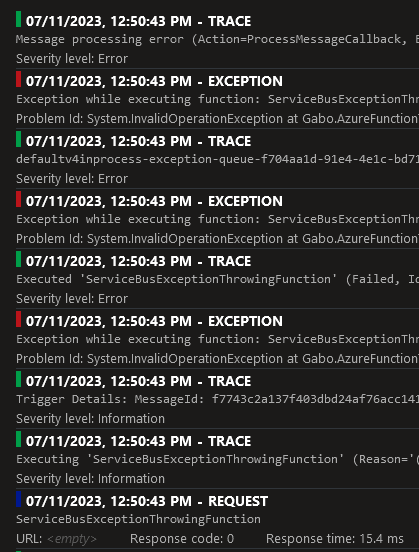 07/11/2023, 12:50:43 PM - TRACE
Message processing error (Action=ProcessMessageCallback,
Severity level: Error
07/11/2023, 12:50:43 PM - EXCEPTION
Exception while executing function: ServiceBusExceptionThr
Problem Id: System.InvalidOperationException at Gabo.AzureFunction
07/11/2023, 12:50:43 PM - TRACE
defaultv4inprocess-exception-queue-f704aa1d-91e4-4e1c-bd71
Severity level: Error
07/11/2023, 12:50:43 PM - EXCEPTION
Exception while executing function: ServiceBusExceptionThr
Problem Id: System.InvalidOperationException at Gabo.AzureFunction
07/11/2023, 12:50:43 PM - TRACE
Executed 'ServiceBusExceptionThrowingFunction' (Failed, Id
Severity level: Error
07/11/2023, 12:50:43 PM - EXCEPTION
Exception while executing function: ServiceBusExceptionThr
Problem Id: System.InvalidOperationException at Gabo.AzureFunction
07/11/2023, 12:50:43 PM - TRACE
Trigger Details: MessageId: f7743c2a137f403dbd24af76acc141
Severity level: Information
07/11/2023, 12:50:43 PM - TRACE
Executing 'ServiceBusExceptionThrowingFunction' (Reason='(
Severity level: Information
07/11/2023, 12:50:43 PM - REQUEST
ServiceBusExceptionThrowingFunction
URL: <empty> Response code: 0 Response time: 15.4 ms